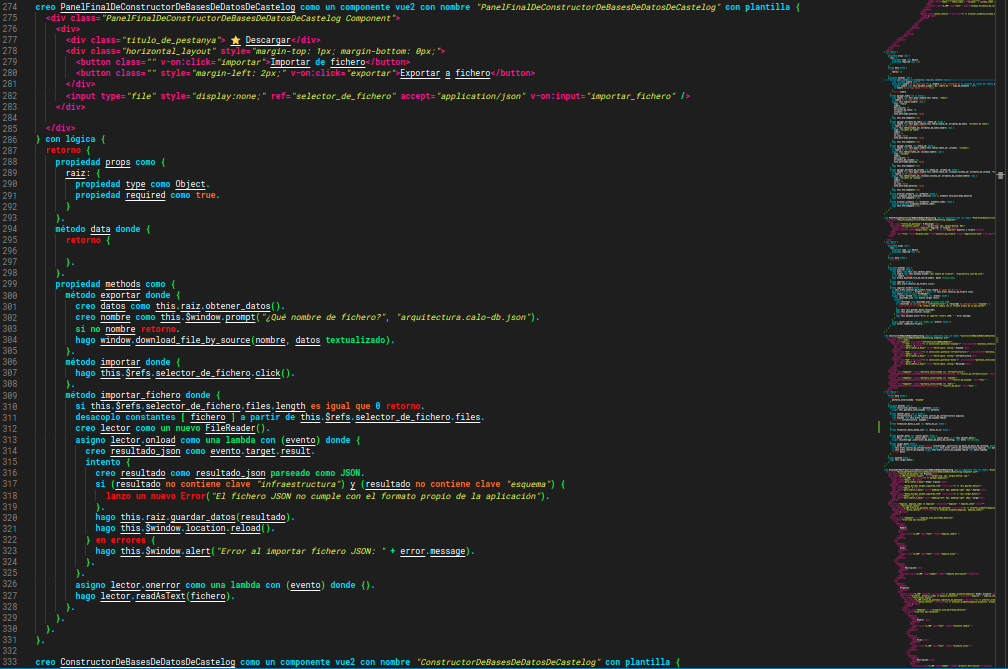 274 creo PanelFinalDeConstructorDeBasesDeDatosDeCastelog como un componente vue2 con nombre "PanelFinalDeConstructorDeBasesDeDatosDeCastelog" con plantilla {
275 <div class="PanelFinalDeConstructorDeBasesDeDatosDeCastelog Component">
276 <div>
277 <div class="titulo_de_pestanya"> ⭐ Descargar</div>
278 <div class="horizontal_layout" style="margin-top: 1px; margin-bottom: 0px;">
279 <button class="" v-on:click="importar">Importar de fichero</button>
280 <button class="" style="margin-left: 2px;" v-on:click="exportar">Exportar a fichero</button>
281 </div>
282 <input type="file" style="display:none;" ref="selector_de_fichero" accept="application/json" v-on:input="importar_fichero" />
283 </div>
284
285 </div>
286 } con lógica {
287 retorno {
288 propiedad props como {
289 raiz: {
290 propiedad type como Object.
291 propiedad required como true.
292 }
293 }.
294 método data donde {
295 retorno {
296
297 }.
298 }.
299 propiedad methods como {
300 método exportar donde {
301 creo datos como this.raiz.obtener_datos().
302 creo nombre como this.$window.prompt("¿Qué nombre de fichero?", "arquitectura.calo-db.json").
303 si no nombre retorno.
304 hago window.download_file_by_source(nombre, datos textualizado).
305 }.
306 método importar donde {
307 hago this.$refs.selector_de_fichero.click().
308 }.
309 método importar_fichero donde {
310 si this.$refs.selector_de_fichero.files.length es igual que 0 retorno.
311 desacoplo constantes [ fichero ] a partir de this.$refs.selector_de_fichero.files.
312 creo lector como un nuevo FileReader().
313 asigno lector.onload como una lambda con (evento) donde {
314 creo resultado_json como evento.target.result.
315 intento {
316 creo resultado como resultado_json parseado como JSON.
317 si (resultado no contiene clave "infraestructura") y (resultado no contiene clave "esquema") {
318 lanzo un nuevo Error("El fichero JSON no cumple con el formato propio de la aplicación").
319 }.
320 hago this.raiz.guardar_datos(resultado).
321 hago this.$window.location.reload().
322 } en errores {
323 hago this.$window.alert("Error al importar fichero JSON: " + error.message).
324 }.
325 }.
326 asigno lector.onerror como una lambda con (evento) donde {}.
327 hago lector.readAsText(fichero).
328 }.
329 }.
330 }.
331 }.
332
333 creo ConstructorDeBasesDeDatosDeCastelog como un componente vue2 con nombre "ConstructorDeBasesDeDatosDeCastelog" con plantilla {